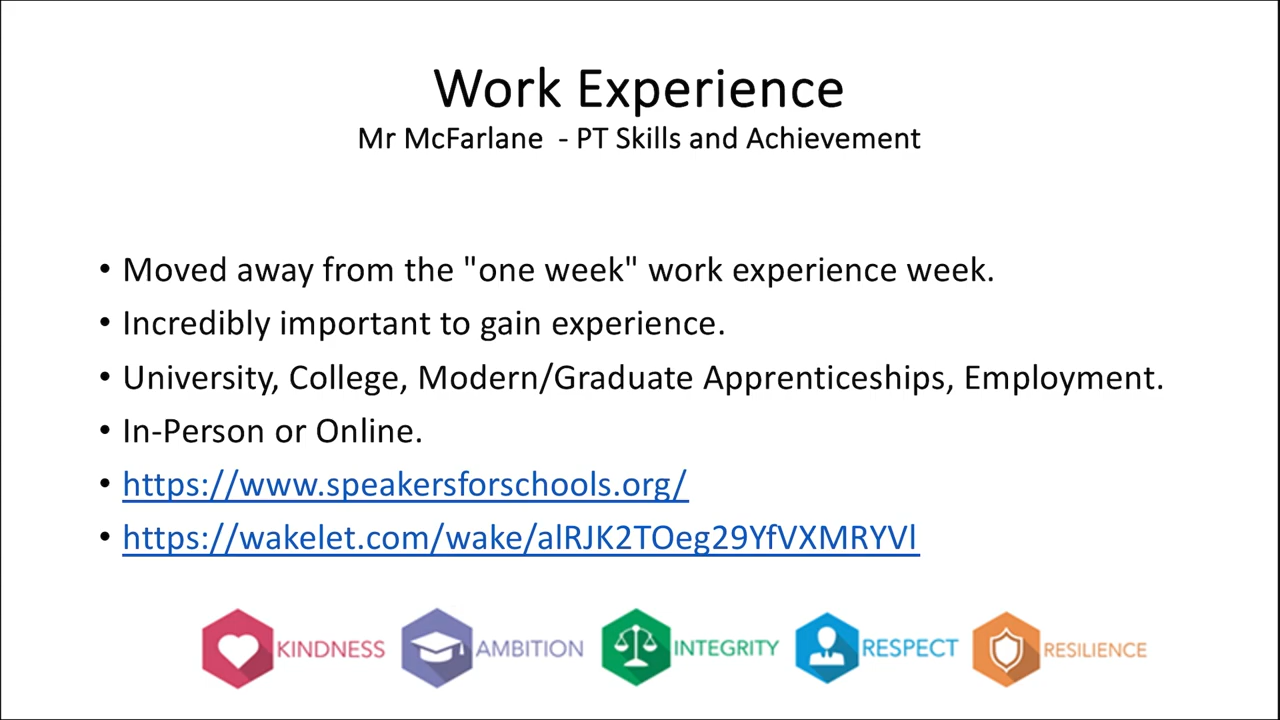 Work Experience
Mr McFarlane - PT Skills and Achievement
• Moved away from the "one week" work experience week.
• Incredibly important to gain experience.
• University, College, Modern/Graduate Apprenticeships, Employment.
• In-Person or Online.
• https://www.speakersforschools.org/
• https://wakelet.com/wake/alRJK2TOeg29YfVXMRYVl
KINDNESS AMBITION INTEGRITY RESPECT RESILIENCE